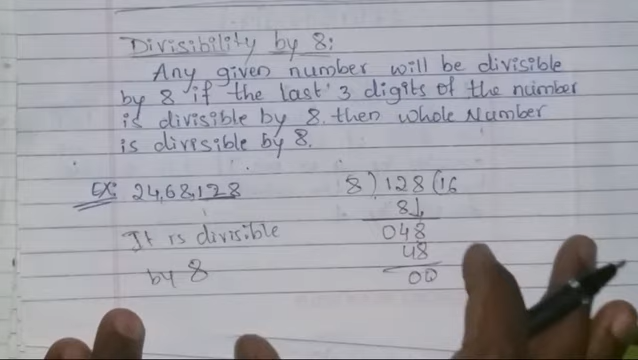 Divisibility by 8:
Any given number will be divisible
by 8 if the last 3 digits of the number
is divisible by 8. then whole Number
is divisible by 8.
Ex: 24,68,128
8)128(16
8↓
048
48
00
It is divisible
by 8